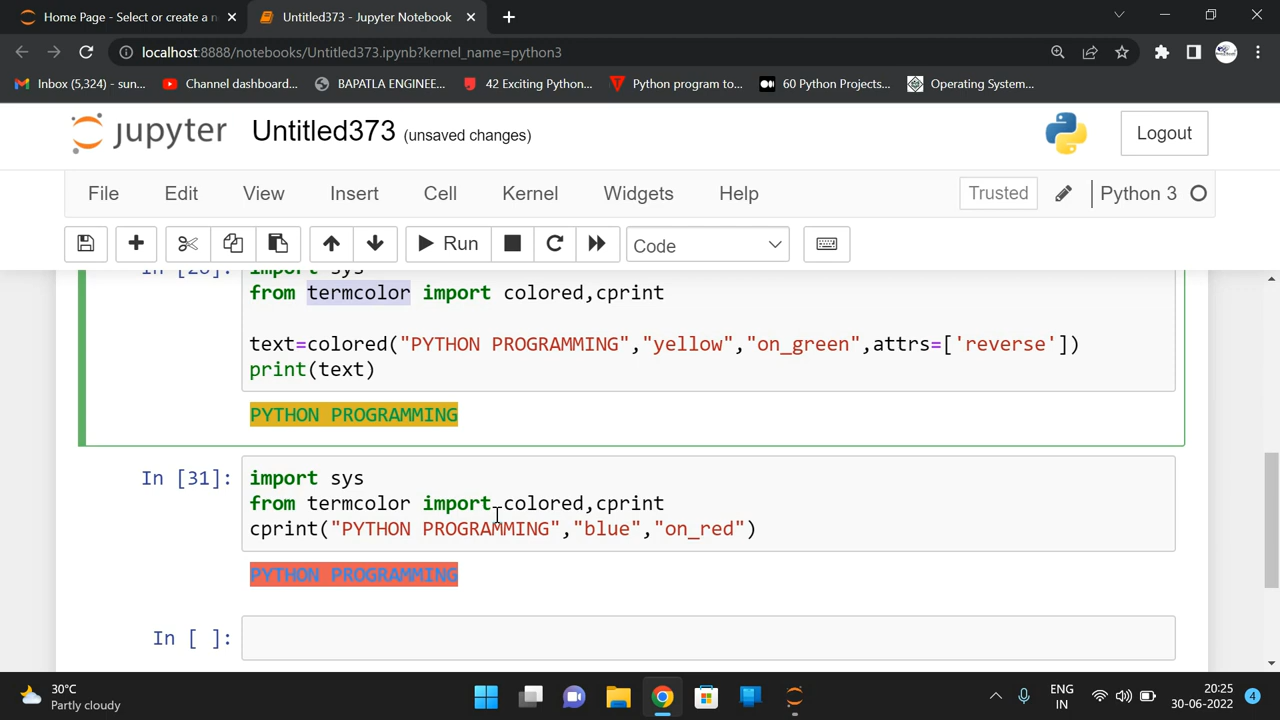 Home Page - Select or create a n
Untitled373 - Jupyter Notebook
localhost:8888/notebooks/Untitled373.ipynb?kernel_name=python3
Inbox (5,324) - sun... Channel dashboard... BAPATLA ENGINEE... 42 Exciting Python... Python program to... 60 Python Projects... Operating System...
jupyter Untitled373 (unsaved changes) Logout
File Edit View Insert Cell Kernel Widgets Help Trusted Python 3
Run Code
import sys
from termcolor import colored,cprint
text=colored("PYTHON PROGRAMMING","yellow","on_green",attrs=['reverse'])
print(text)
PYTHON PROGRAMMING
In [31]: import sys
from termcolor import colored,cprint
cprint("PYTHON PROGRAMMING","blue","on_red")
PYTHON PROGRAMMING
In [ ]:
30°C
Partly cloudy
ENG
IN
20:25
30-06-2022
4